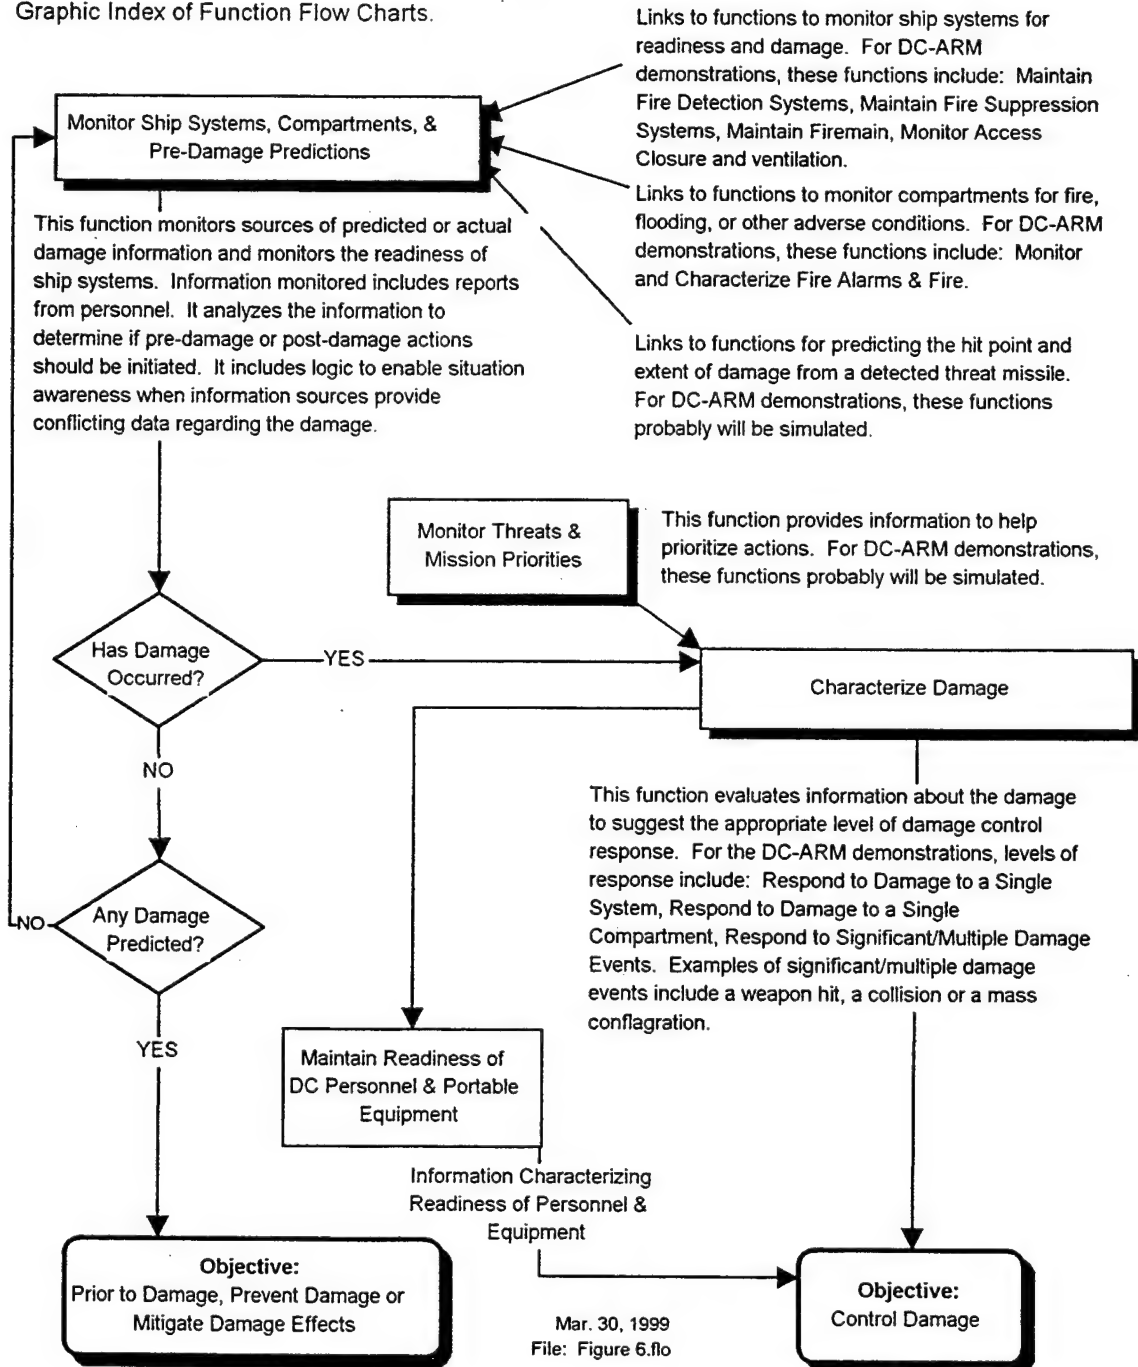 Graphic Index of Function Flow Charts.
Links to functions to monitor ship systems for
readiness and damage. For DC-ARM
demonstrations, these functions include: Maintain
Fire Detection Systems, Maintain Fire Suppression
Systems, Maintain Firemain, Monitor Access
Closure and ventilation.
Monitor Ship Systems, Compartments, &
Pre-Damage Predictions
Links to functions to monitor compartments for fire,
flooding, or other adverse conditions. For DC-ARM
demonstrations, these functions include: Monitor
and Characterize Fire Alarms & Fire.
This function monitors sources of predicted or actual
damage information and monitors the readiness of
ship systems. Information monitored includes reports
from personnel. It analyzes the information to
determine if pre-damage or post-damage actions
should be initiated. It includes logic to enable situation
awareness when information sources provide
conflicting data regarding the damage.
Links to functions for predicting the hit point and
extent of damage from a detected threat missile.
For DC-ARM demonstrations, these functions
probably will be simulated.
Monitor Threats &
Mission Priorities
This function provides information to help
prioritize actions. For DC-ARM demonstrations,
these functions probably will be simulated.
Has Damage
Occurred?
YES
Characterize Damage
NO
This function evaluates information about the damage
to suggest the appropriate level of damage control
response. For the DC-ARM demonstrations, levels of
response include: Respond to Damage to a Single
System, Respond to Damage to a Single
Compartment, Respond to Significant/Multiple Damage
Events. Examples of significant/multiple damage
events include a weapon hit, a collision or a mass
conflagration.
NO
Any Damage
Predicted?
YES
Maintain Readiness of
DC Personnel & Portable
Equipment
Information Characterizing
Readiness of Personnel &
Equipment
Objective:
Prior to Damage, Prevent Damage or
Mitigate Damage Effects
Objective:
Control Damage
Mar. 30, 1999
File: Figure 6.flo